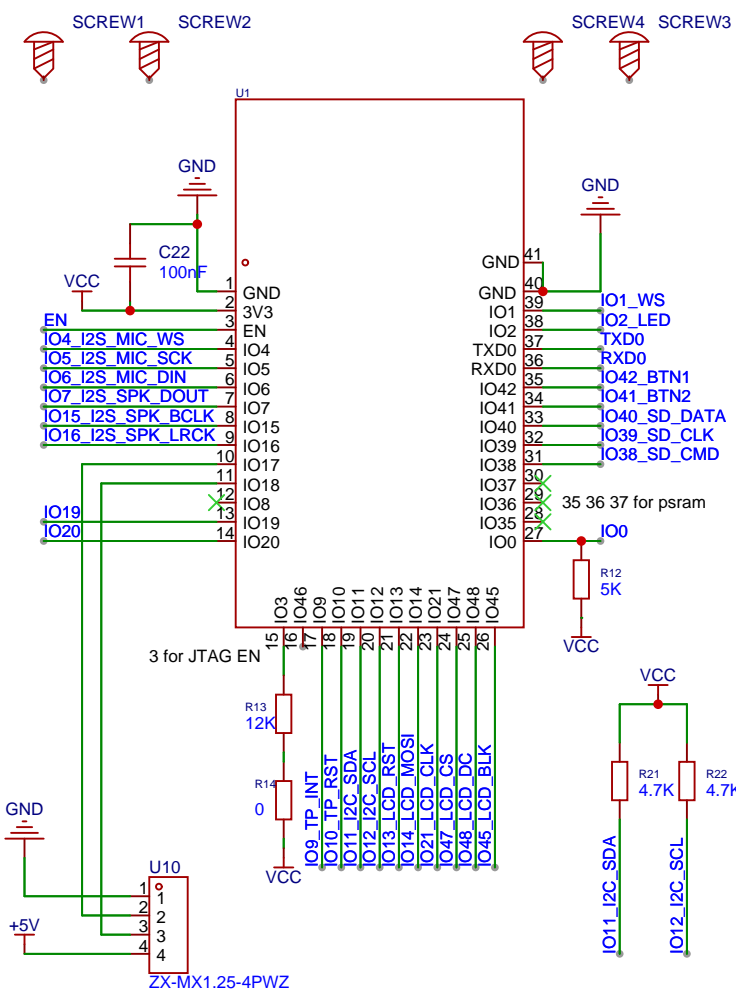 SCREW1
SCREW2
SCREW4
SCREW3
U1
GND
C22
100nF
VCC
GND
1 GND
2 3V3
EN 3 EN
IO4_I2S_MIC_WS 4 IO4
IO5_I2S_MIC_SCK 5 IO5
IO6_I2S_MIC_DIN 6 IO6
IO7_I2S_SPK_DOUT 7 IO7
IO15_I2S_SPK_BCLK 8 IO15
IO16_I2S_SPK_LRCK 9 IO16
10 IO17
11 IO18
12 IO8
IO19 13 IO19
IO20 14 IO20
GND 41
GND 40
IO1 39 IO1_WS
IO2 38 IO2_LED
TXD0 37 TXD0
RXD0 36 RXD0
IO42 35 IO42_BTN1
IO41 34 IO41_BTN2
IO40 33 IO40_SD_DATA
IO39 32 IO39_SD_CLK
IO38 31 IO38_SD_CMD
IO37 30
IO36 29
IO35 28
35 36 37 for psram
IO0 27 IO0
R12
5K
VCC
IO3 15
IO46 16
IO9 17
IO10 18
IO11 19
IO12 20
IO13 21
IO14 22
IO21 23
IO47 24
IO48 25
IO45 26
3 for JTAG EN
R13
12K
R14
0
VCC
IO9_TP_INT
IO10_TP_RST
IO11_I2C_SDA
IO12_I2C_SCL
IO13_LCD_RST
IO14_LCD_MOSI
IO21_LCD_CLK
IO47_LCD_CS
IO48_LCD_DC
IO45_LCD_BLK
VCC
R21
4.7K
R22
4.7K
IO11_I2C_SDA
IO12_I2C_SCL
GND
+5V
U10
1 1
2 2
3 3
4 4
ZX-MX1.25-4PWZ